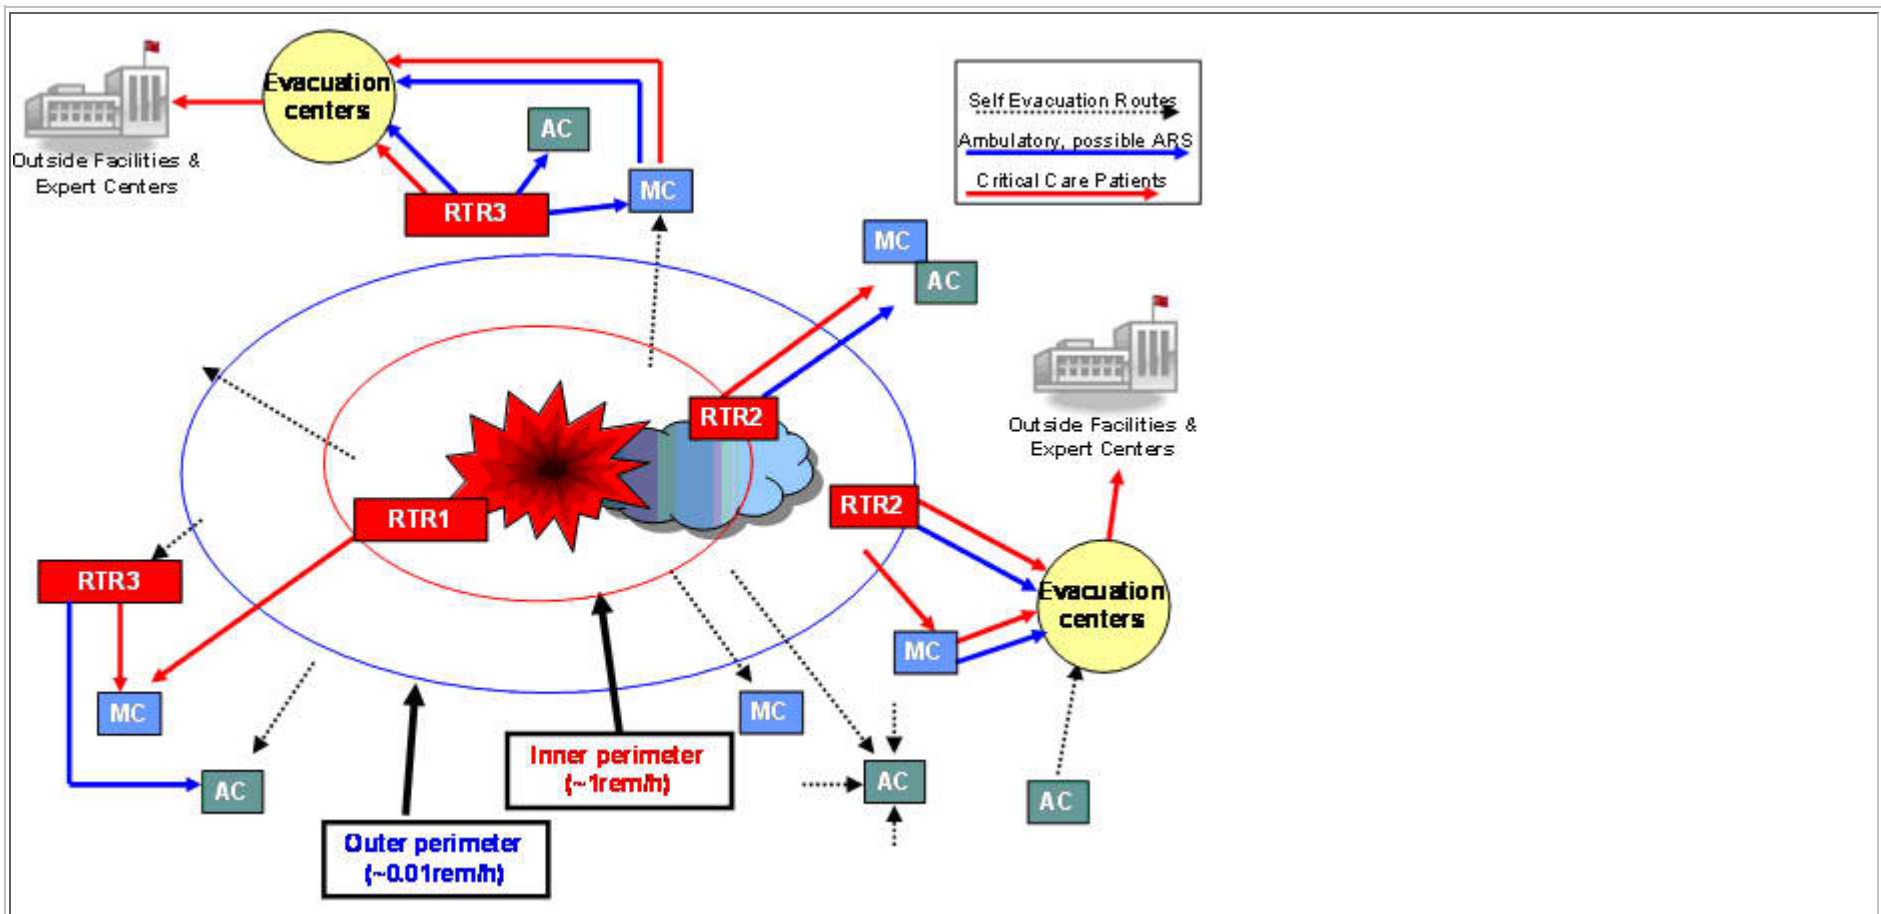 Evacuation
centers
Outside Facilities &
Expert Centers
AC
MC
RTR3
Self Evacuation Routes
Ambulatory, possible ARS
Critical Care Patients
MC
AC
Outside Facilities &
Expert Centers
RTR2
RTR1
RTR2
RTR3
Evacuation
centers
MC
MC
MC
AC
AC
AC
Inner perimeter
(~1rem/h)
Outer perimeter
(~0.01rem/h)